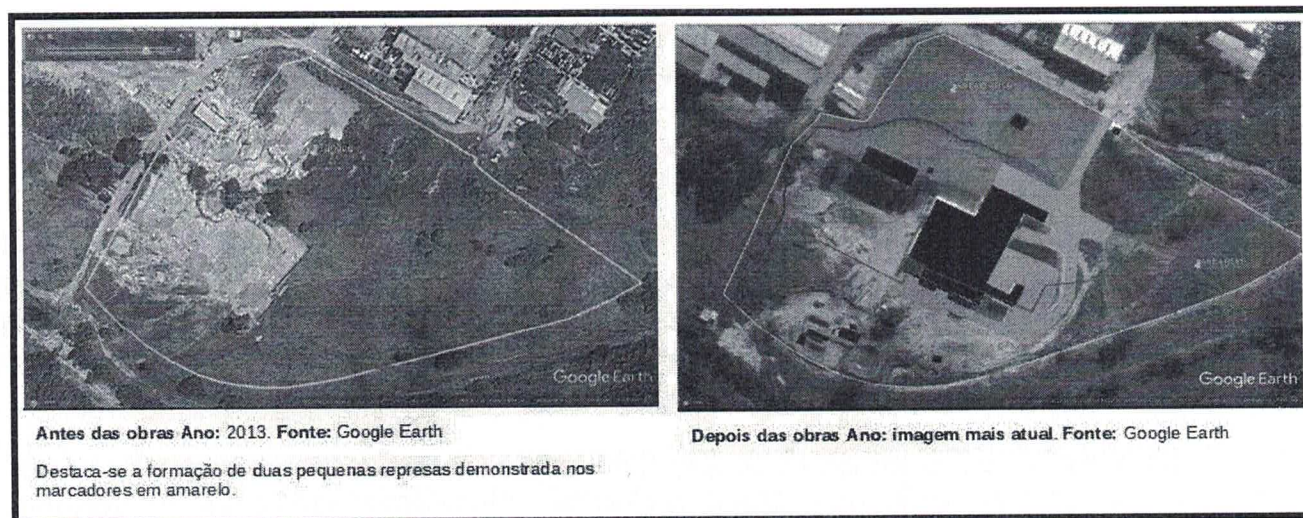 Google Earth
Google Earth
Antes das obras Ano: 2013. Fonte: Google Earth
Destaca-se a formação de duas pequenas represas demonstrada nos
marcadores em amarelo.
Depois das obras Ano: imagem mais atual. Fonte: Google Earth